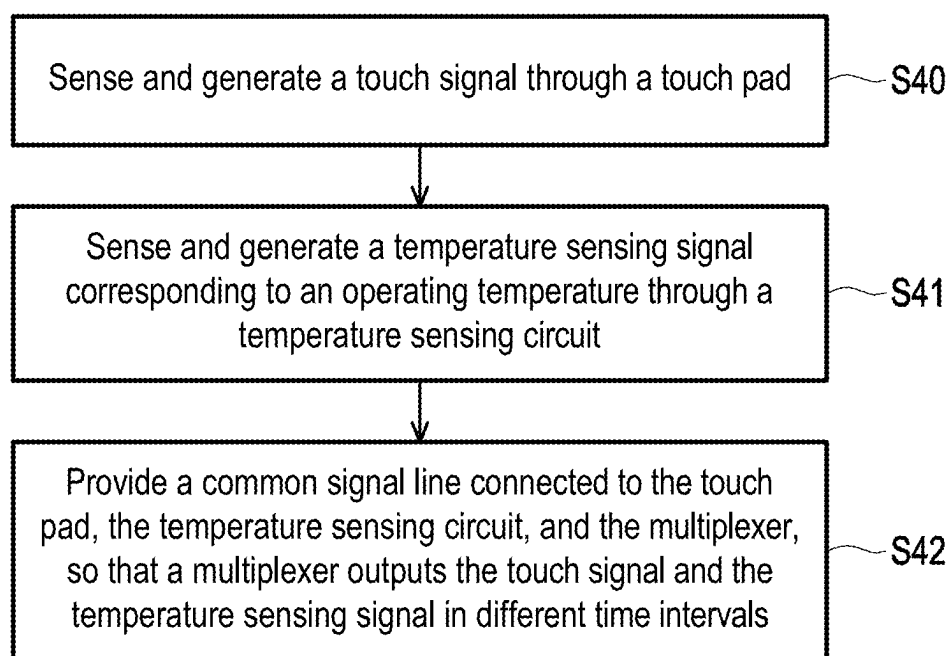 Sense and generate a touch signal through a touch pad
S40
Sense and generate a temperature sensing signal
corresponding to an operating temperature through a
temperature sensing circuit
S41
Provide a common signal line connected to the touch
pad, the temperature sensing circuit, and the multiplexer,
so that a multiplexer outputs the touch signal and the
temperature sensing signal in different time intervals
S42